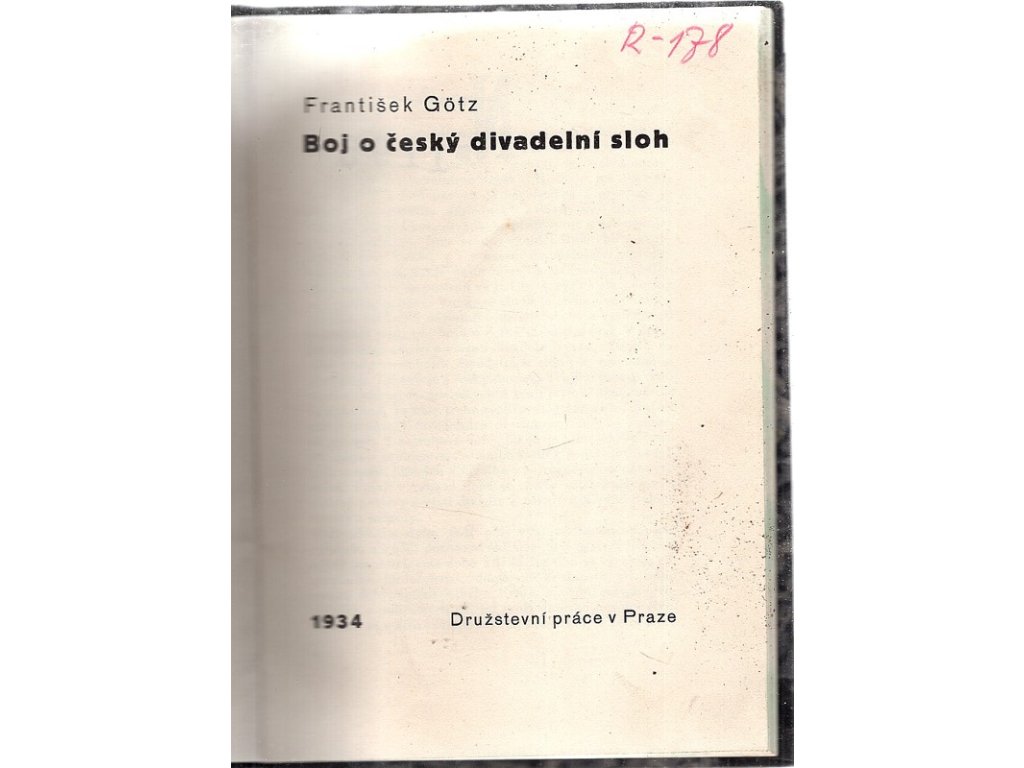 R-178
František Götz
Boj o český divadelní sloh
1934
Družstevní práce v Praze